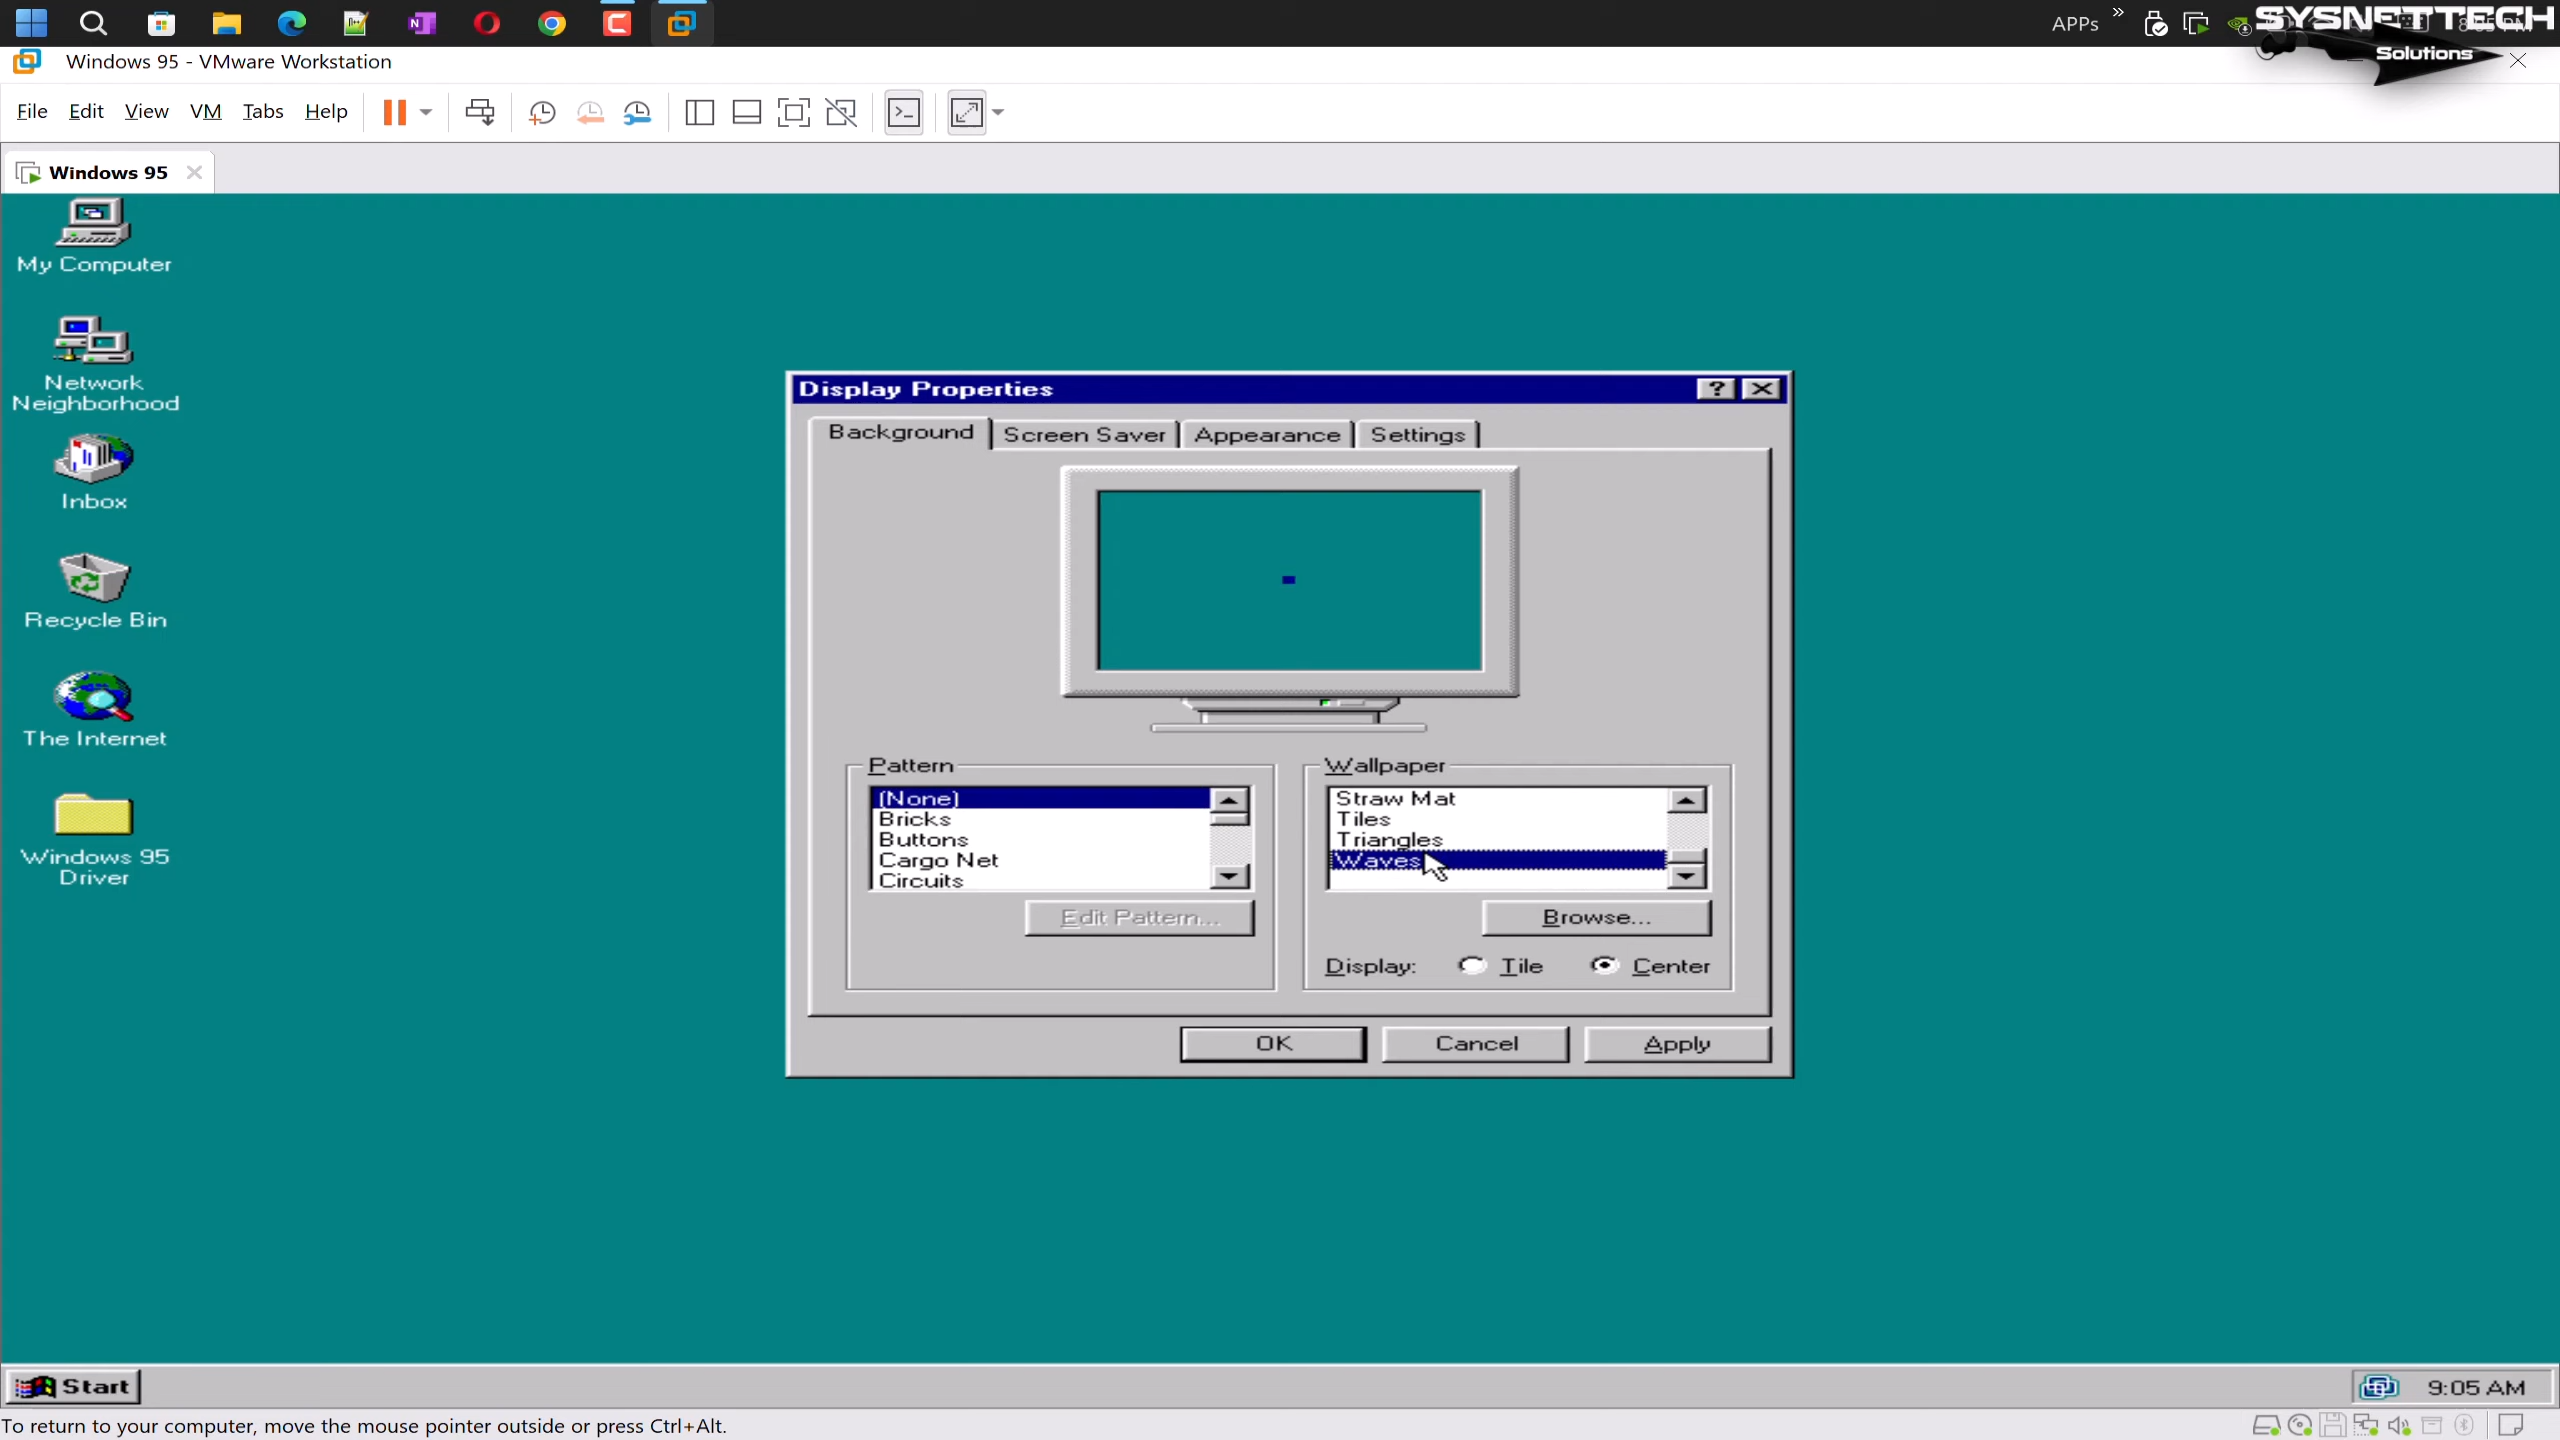 APPs
SYSNETTECH
Solutions
Windows 95 - VMware Workstation
File Edit View VM Tabs Help
Windows 95
My Computer
Network
Neighborhood
Inbox
Recycle Bin
The Internet
Windows 95
Driver
Display Properties
Background Screen Saver Appearance Settings
Pattern
(None)
Bricks
Buttons
Cargo Net
Circuits
Edit Pattern...
Wallpaper
Straw Mat
Tiles
Triangles
Waves
Browse...
Display: Tile Center
OK Cancel Apply
Start
9:05 AM
To return to your computer, move the mouse pointer outside or press Ctrl+Alt.